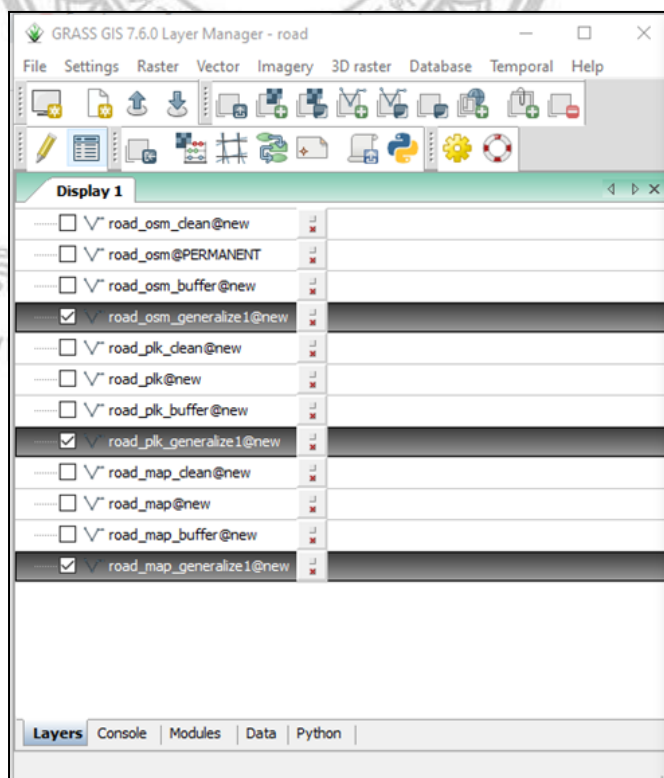 GRASS GIS 7.6.0 Layer Manager - road
File Settings Raster Vector Imagery 3D raster Database Temporal Help
Display 1
road_osm_clean@new
road_osm@PERMANENT
road_osm_buffer@new
road_osm_generalize1@new
road_plk_clean@new
road_plk@new
road_plk_buffer@new
road_plk_generalize1@new
road_map_clean@new
road_map@new
road_map_buffer@new
road_map_generalize1@new
Layers Console Modules Data Python